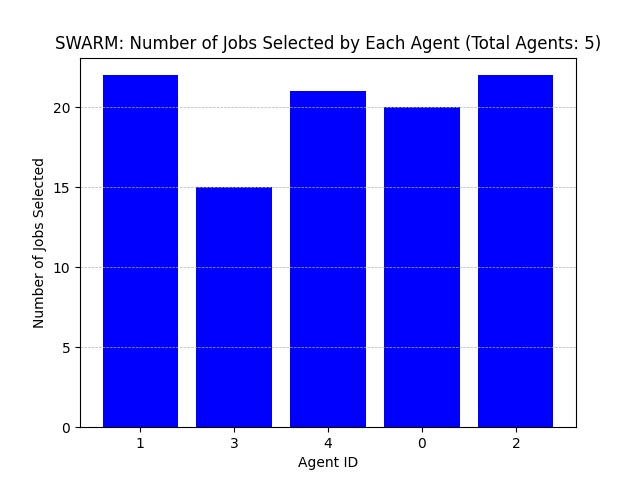 SWARM: Number of Jobs Selected by Each Agent (Total Agents: 5)
Number of Jobs Selected
20
15
10
5
0
1 3 4 0 2
Agent ID